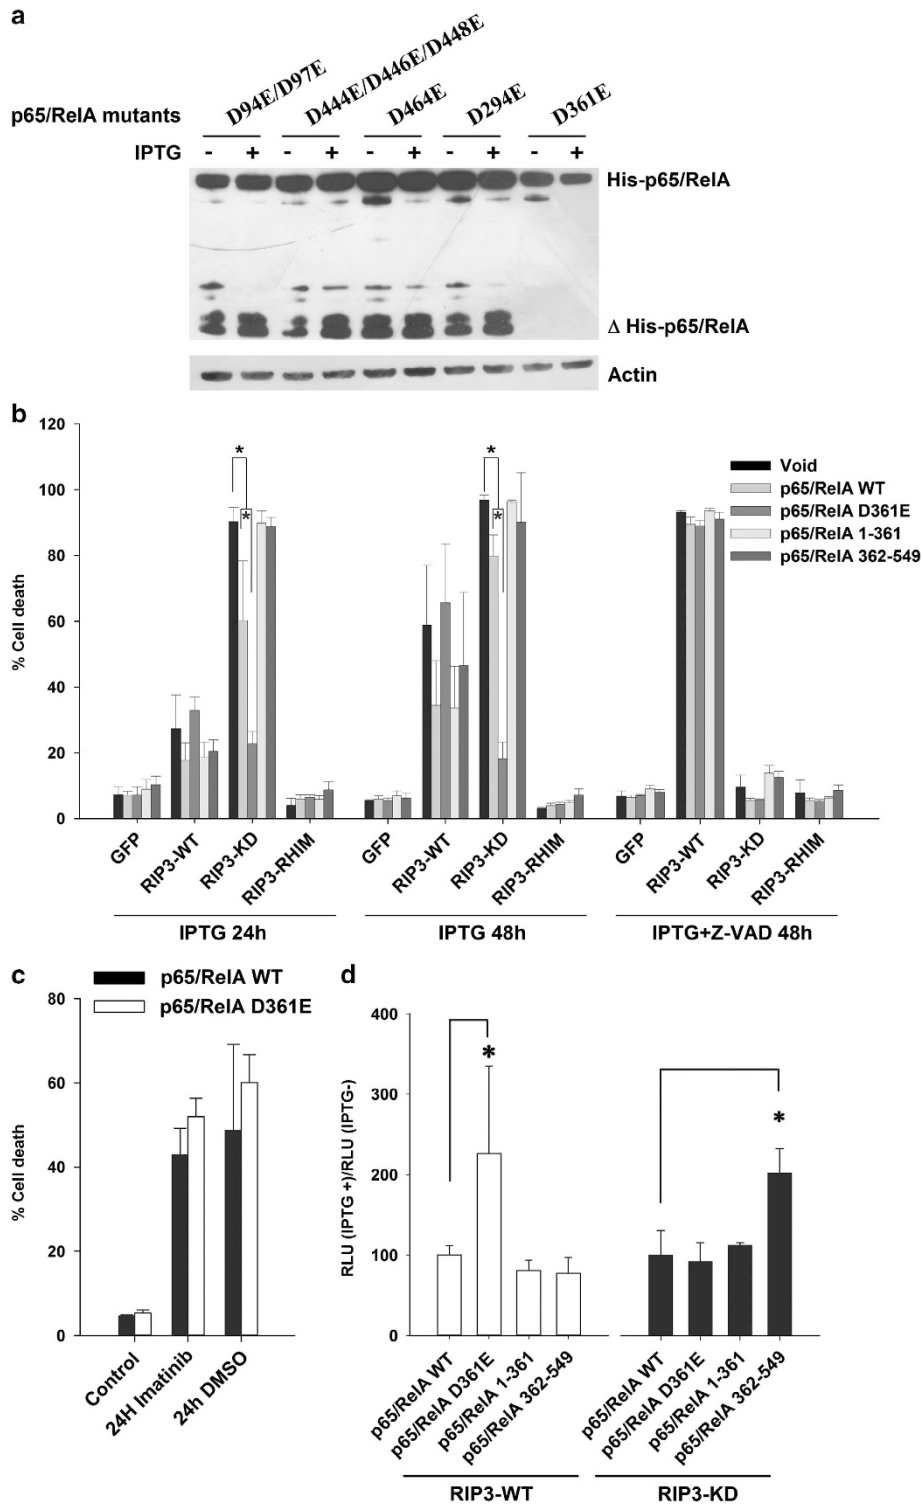 a
D94E/D97E
D444E/D446E/D448E
D464E
D294E
D361E
p65/RelA mutants
IPTG - + - + - + - + - +
His-p65/RelA
Δ His-p65/RelA
Actin
b
120
100
80
60
40
20
0
% Cell death
* * * *
Void
p65/RelA WT
p65/RelA D361E
p65/RelA 1-361
p65/RelA 362-549
GFP RIP3-WT RIP3-KD RIP3-RHIM GFP RIP3-WT RIP3-KD RIP3-RHIM GFP RIP3-WT RIP3-KD RIP3-RHIM
IPTG 24h IPTG 48h IPTG+Z-VAD 48h
c
p65/RelA WT
p65/RelA D361E
80
60
40
20
0
% Cell death
Control 24H Imatinib 24h DMSO
d
400
300
200
100
0
RLU (IPTG +)/RLU (IPTG-)
* *
p65/RelA WT p65/RelA D361E p65/RelA 1-361 p65/RelA 362-549 p65/RelA WT p65/RelA D361E p65/RelA 1-361 p65/RelA 362-549
RIP3-WT RIP3-KD